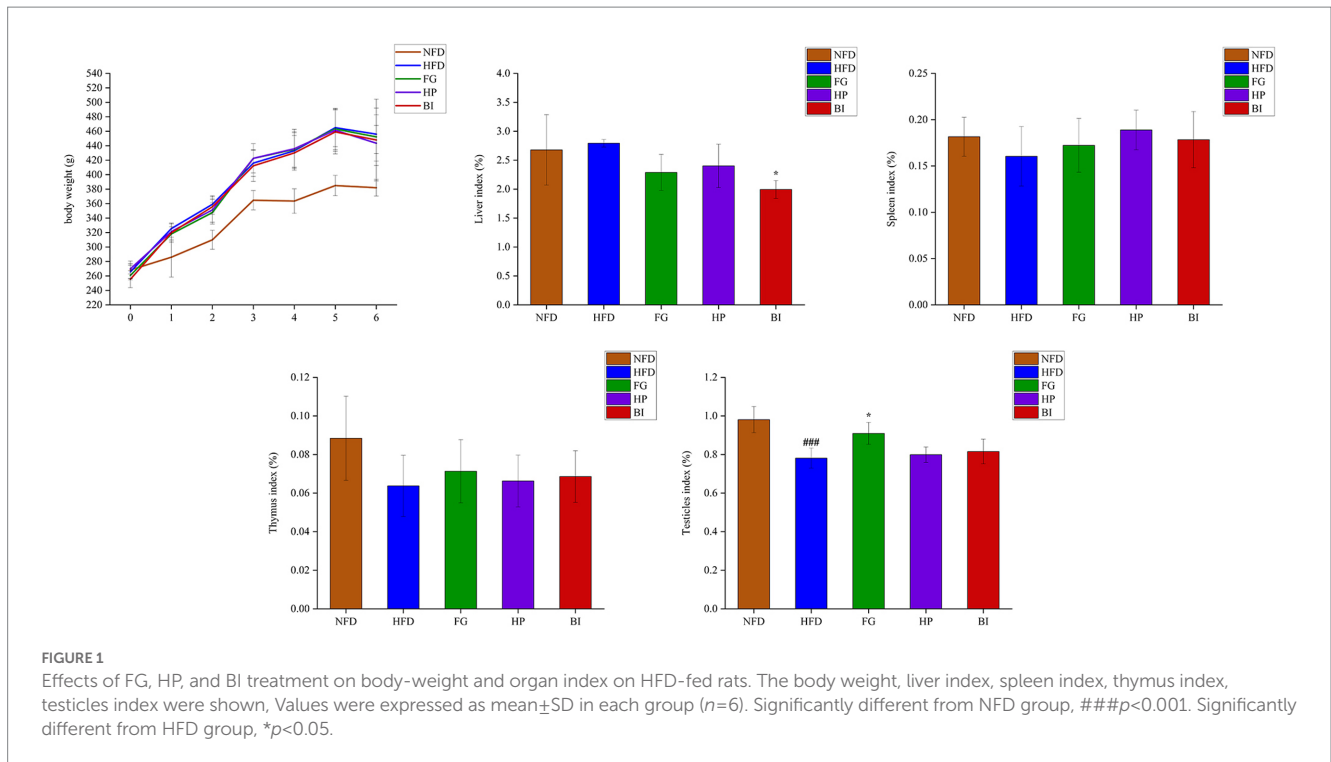 NFD
HFD
FG
HP
BI
540
520
500
480
460
440
420
400
380
360
340
320
300
280
260
240
220
body weight (g)
0 1 2 3 4 5 6
NFD
HFD
FG
HP
BI
4.0
3.5
3.0
2.5
2.0
1.5
1.0
0.5
0.0
Liver index (%)
*
NFD HFD FG HP BI
NFD
HFD
FG
HP
BI
0.25
0.20
0.15
0.10
0.05
0.00
Spleen index (%)
NFD HFD FG HP BI
NFD
HFD
FG
HP
BI
0.12
0.10
0.08
0.06
0.04
0.02
0.00
Thymus index (%)
NFD HFD FG HP BI
NFD
HFD
FG
HP
BI
1.2
1.0
0.8
0.6
0.4
0.2
0.0
Testicles index (%)
###
*
NFD HFD FG HP BI
FIGURE 1
Effects of FG, HP, and BI treatment on body-weight and organ index on HFD-fed rats. The body weight, liver index, spleen index, thymus index,
testicles index were shown, Values were expressed as mean±SD in each group (n=6). Significantly different from NFD group, ###p<0.001. Significantly
different from HFD group, *p<0.05.